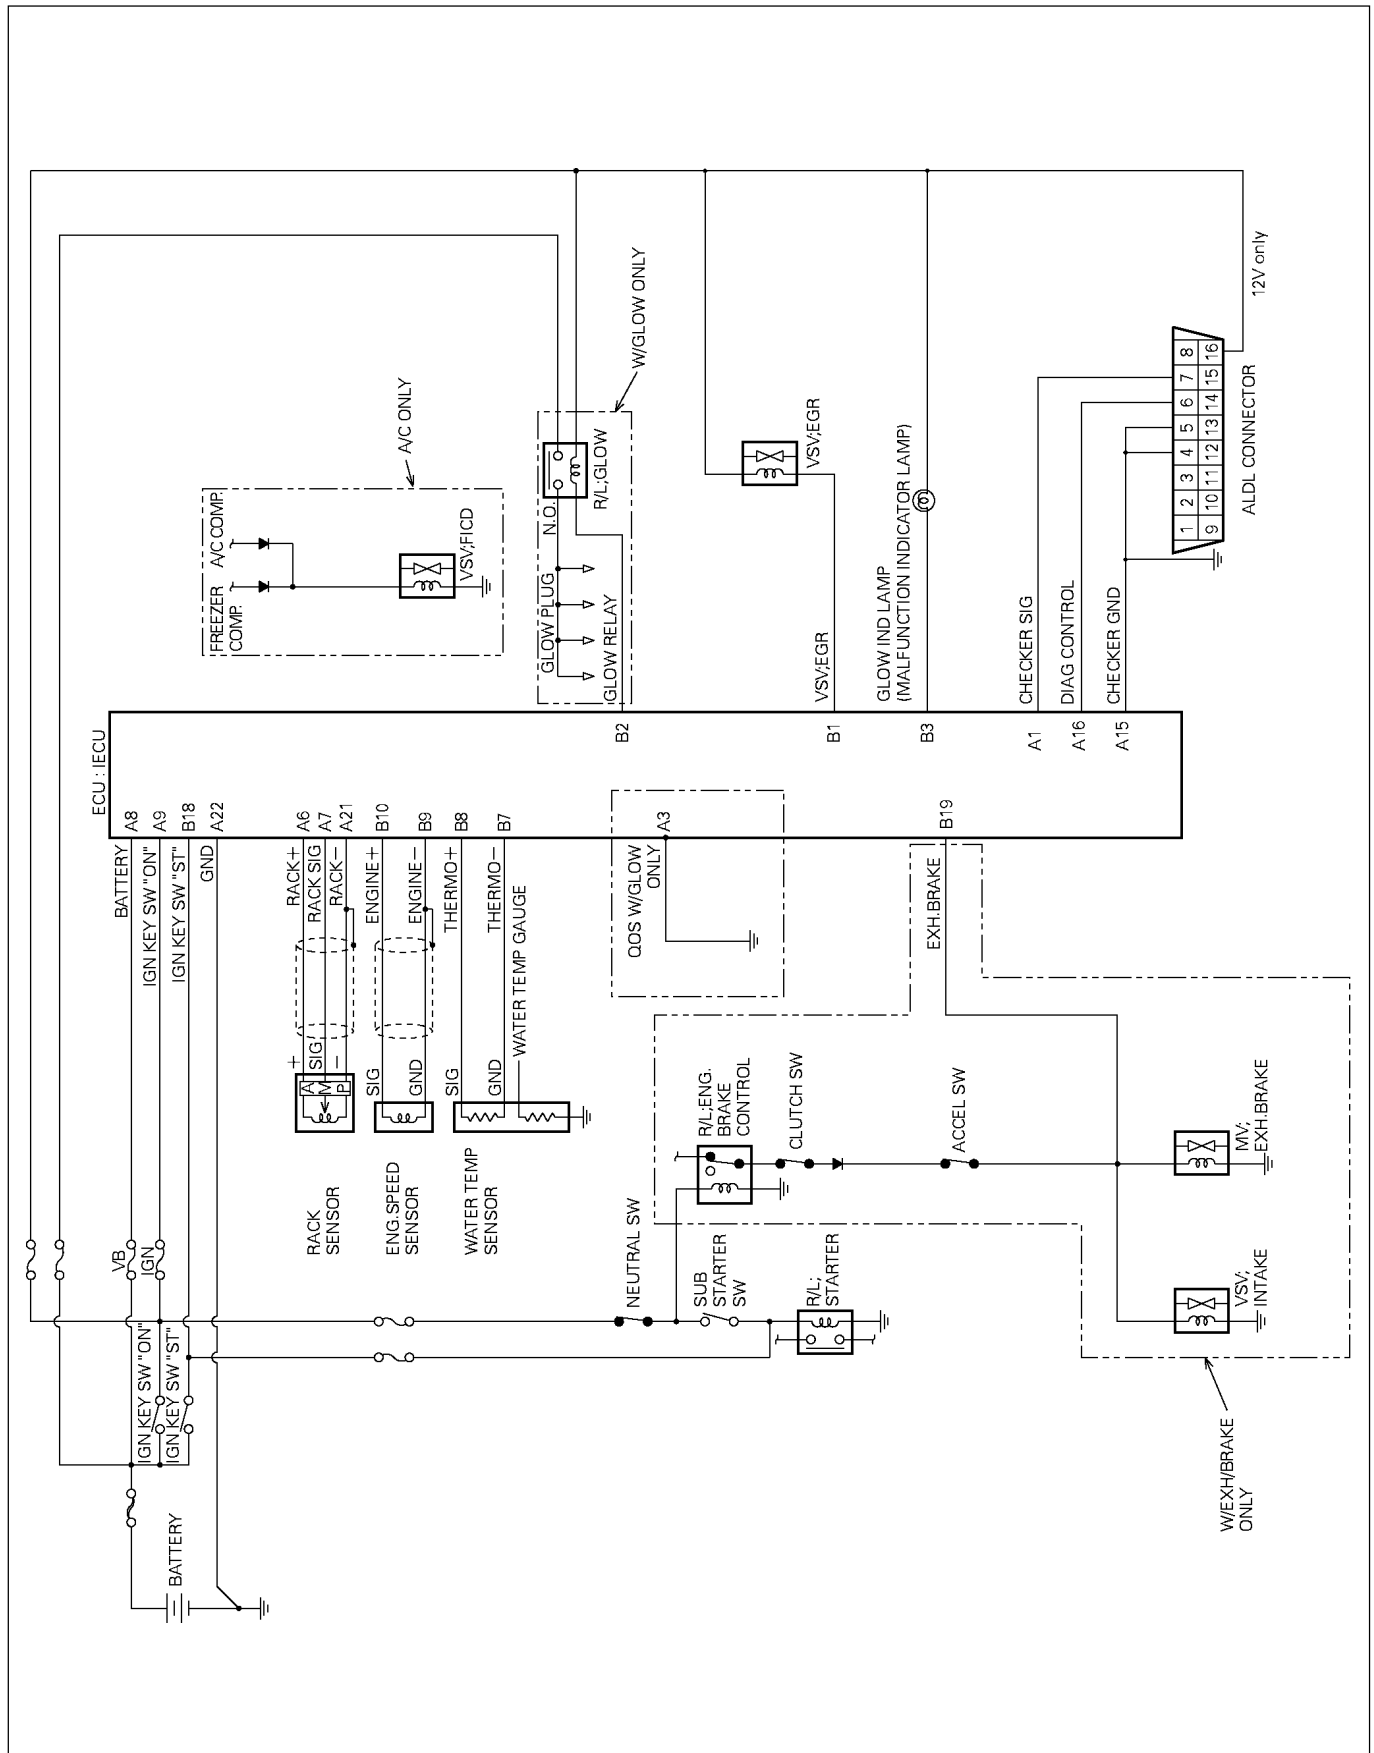 ECU : IECU
BATTERY
A8
IGN KEY SW"ON"
A9
IGN KEY SW"ST"
B18
GND
A22
RACK+
A6
RACK SIG
A7
RACK−
A21
ENGINE+
B10
ENGINE−
B9
THERMO+
B8
THERMO−
B7
WATER TEMP GAUGE
QOS W/GLOW
ONLY
A3
EXH.BRAKE
B19
B2
B1
B3
A1
A16
A15
BATTERY
VB
IGN
IGN KEY SW"ON"
IGN KEY SW"ST"
+
SIG
−
A
M
P
RACK
SENSOR
SIG
GND
ENG.SPEED
SENSOR
SIG
GND
WATER TEMP
SENSOR
NEUTRAL SW
SUB
STARTER
SW
R/L;
STARTER
R/L;ENG.
BRAKE
CONTROL
CLUTCH SW
ACCEL SW
MV;
EXH.BRAKE
VSV;
INTAKE
W/EXH/BRAKE
ONLY
FREEZER
COMP.
A/C COMP.
VSV;FICD
A/C ONLY
GLOW PLUG
N.O.
GLOW RELAY
R/L;GLOW
W/GLOW ONLY
VSV;EGR
VSV;EGR
GLOW IND LAMP
(MALFUNCTION INDICATOR LAMP)
CHECKER SIG
DIAG CONTROL
CHECKER GND
1 2 3 4 5 6 7 8
9 10 11 12 13 14 15 16
ALDL CONNECTOR
12V only